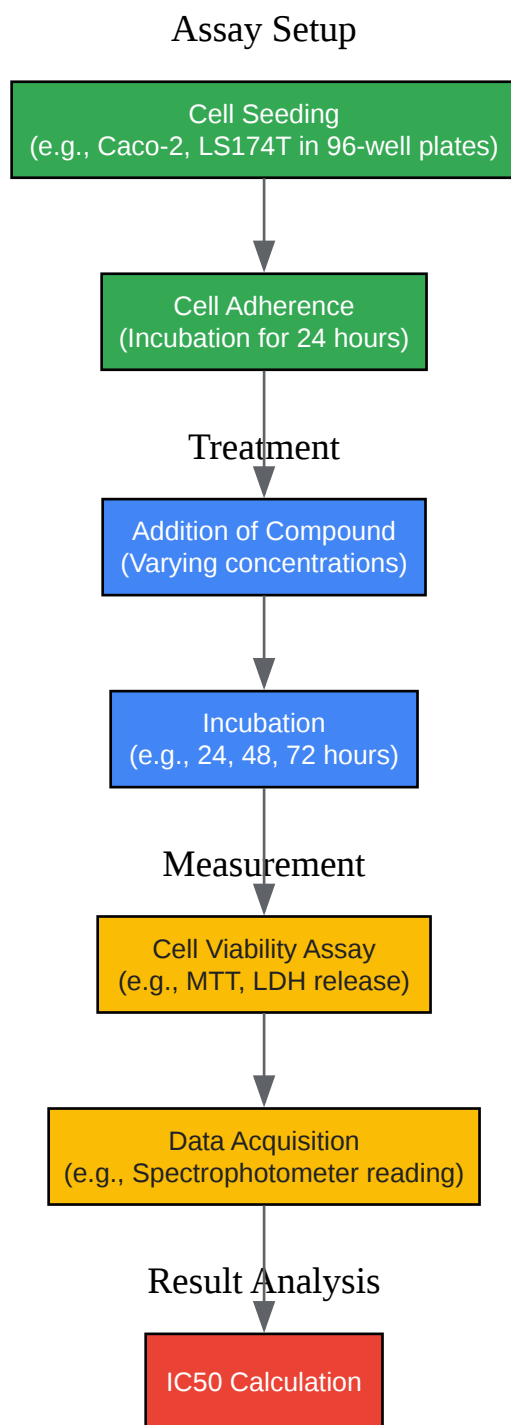 Assay Setup
Cell Seeding
(e.g., Caco-2, LS174T in 96-well plates)
Cell Adherence
(Incubation for 24 hours)
Treatment
Addition of Compound
(Varying concentrations)
Incubation
(e.g., 24, 48, 72 hours)
Measurement
Cell Viability Assay
(e.g., MTT, LDH release)
Data Acquisition
(e.g., Spectrophotometer reading)
Result Analysis
IC50 Calculation